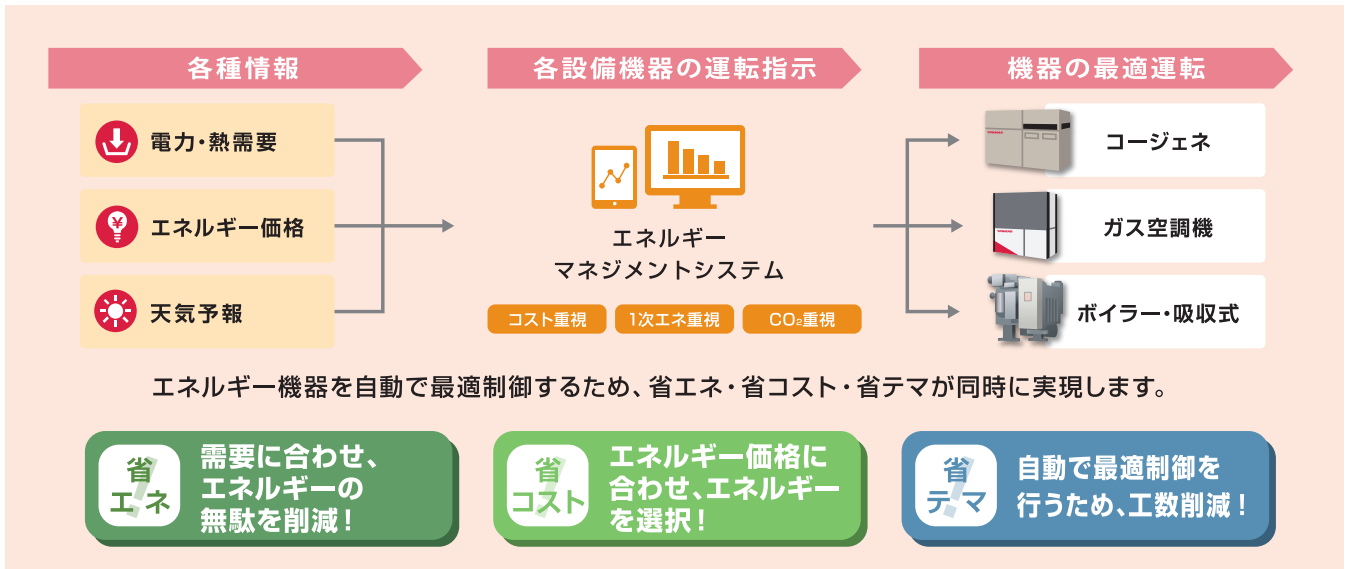 各種情報
各設備機器の運転指示
機器の最適運転
電力・熱需要
エネルギー価格
天気予報
エネルギー
マネジメントシステム
コスト重視
1次エネ重視
CO₂重視
コージェネ
ガス空調機
ボイラー・吸収式
エネルギー機器を自動で最適制御するため、省エネ・省コスト・省テマが同時に実現します。
省
エネ
需要に合わせ、
エネルギーの
無駄を削減！
省
コスト
エネルギー価格に
合わせ、エネルギー
を選択！
省
テマ
自動で最適制御を
行うため、工数削減！